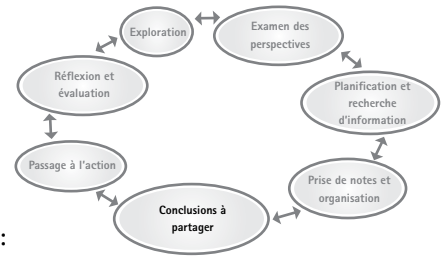 Exploration
Examen des
perspectives
Planification et
recherche
d'information
Prise de notes et
organisation
Conclusions à
partager
Passage à l'action
Réflexion et
évaluation
: